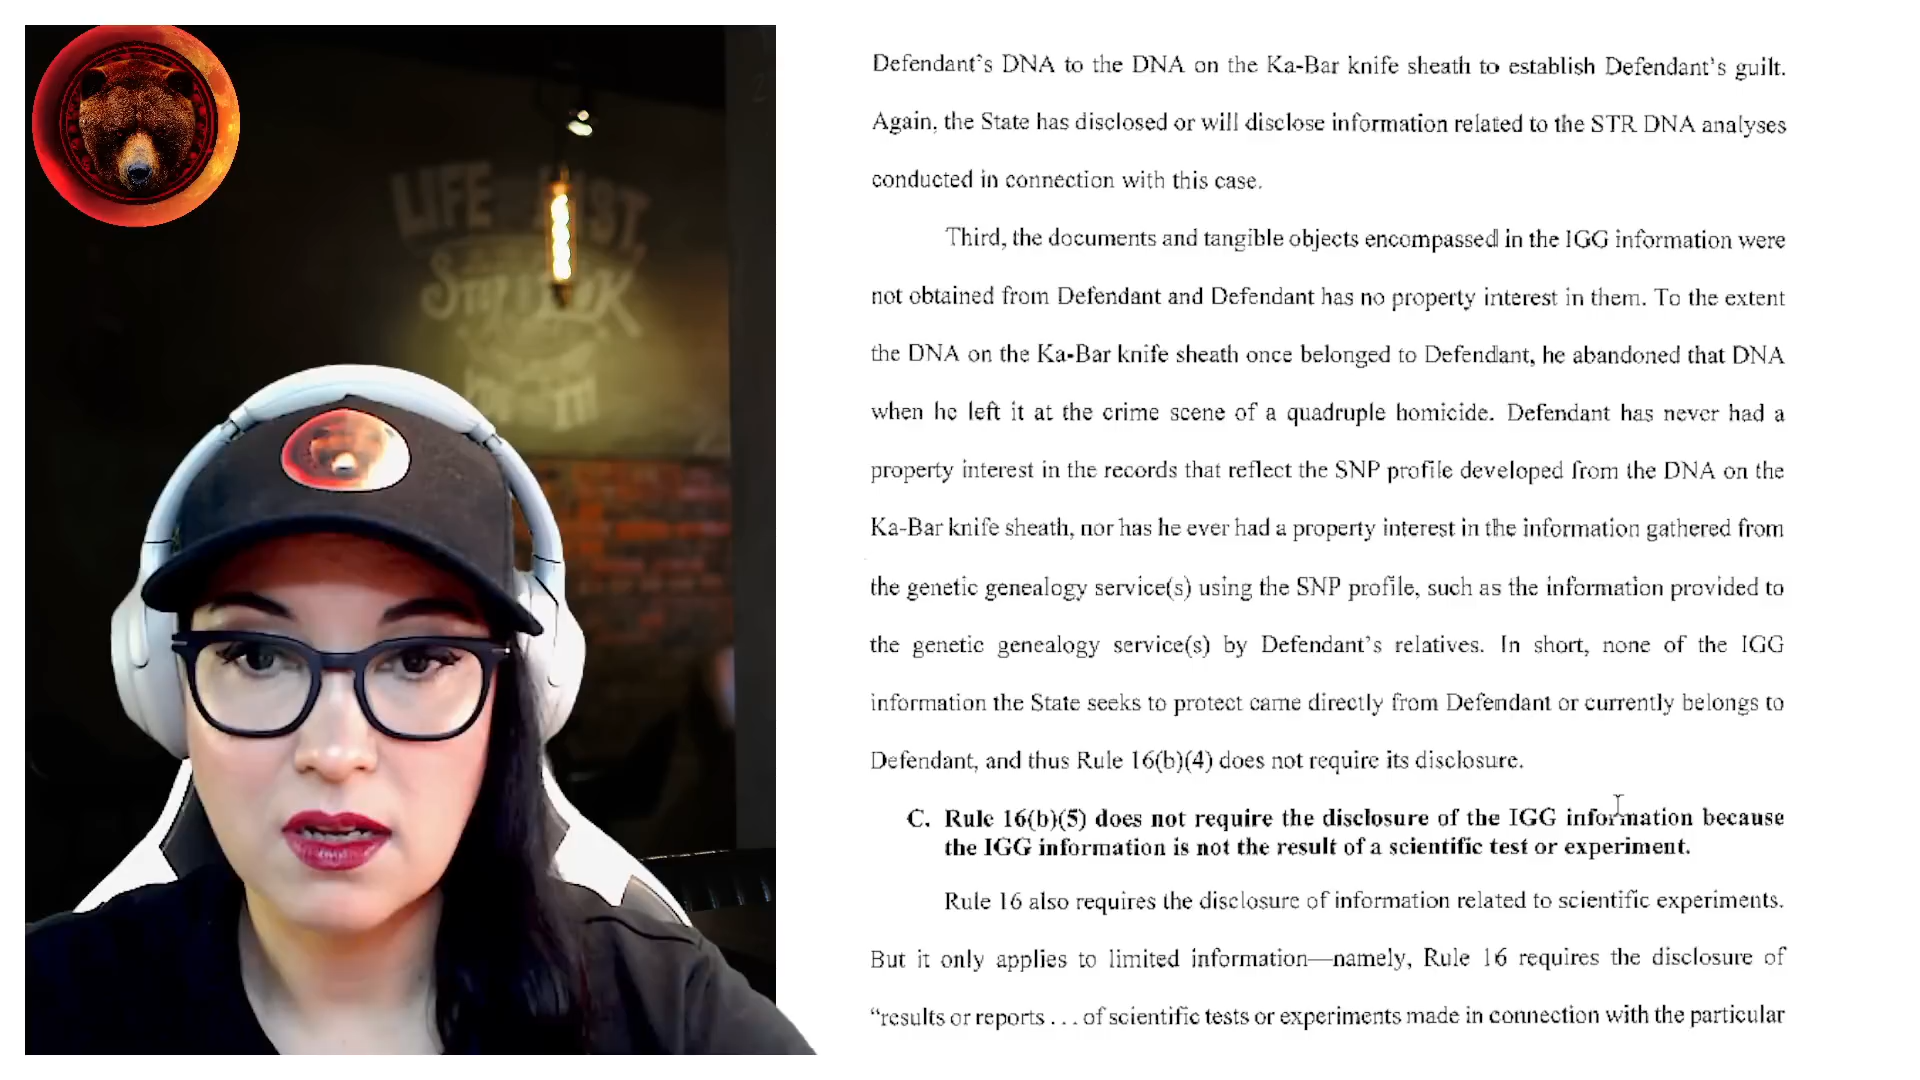 LIFE
Defendant's DNA to the DNA on the Ka-Bar knife sheath to establish Defendant's guilt.
Again, the State has disclosed or will disclose information related to the STR DNA analyses
conducted in connection with this case.
Third, the documents and tangible objects encompassed in the IGG information were
not obtained from Defendant and Defendant has no property interest in them. To the extent
the DNA on the Ka-Bar knife sheath once belonged to Defendant, he abandoned that DNA
when he left it at the crime scene of a quadruple homicide. Defendant has never had a
property interest in the records that reflect the SNP profile developed from the DNA on the
Ka-Bar knife sheath, nor has he ever had a property interest in the information gathered from
the genetic genealogy service(s) using the SNP profile, such as the information provided to
the genetic genealogy service(s) by Defendant's relatives. In short, none of the IGG
information the State seeks to protect came directly from Defendant or currently belongs to
Defendant, and thus Rule 16(b)(4) does not require its disclosure.
C. Rule 16(b)(5) does not require the disclosure of the IGG information because
the IGG information is not the result of a scientific test or experiment.
Rule 16 also requires the disclosure of information related to scientific experiments.
But it only applies to limited information—namely, Rule 16 requires the disclosure of
“results or reports . . . of scientific tests or experiments made in connection with the particular